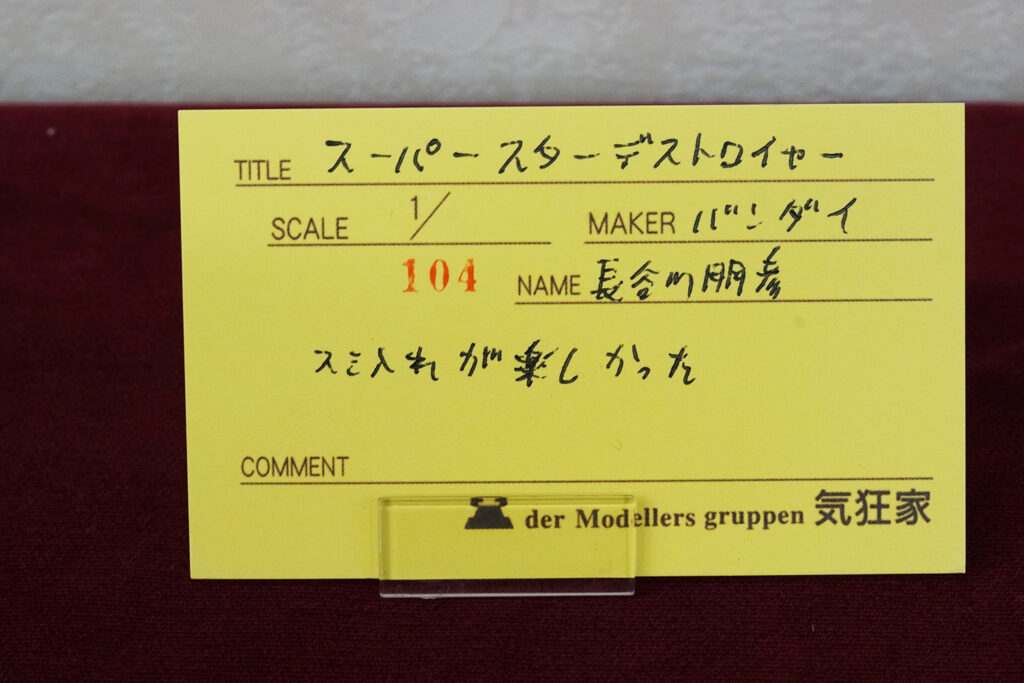 TITLE スーパースターデストロイヤー
SCALE 1/ MAKER バンダイ
104 NAME 長谷川朋彦
スミ入れが楽しかった
COMMENT
der Modellers gruppen 気狂家